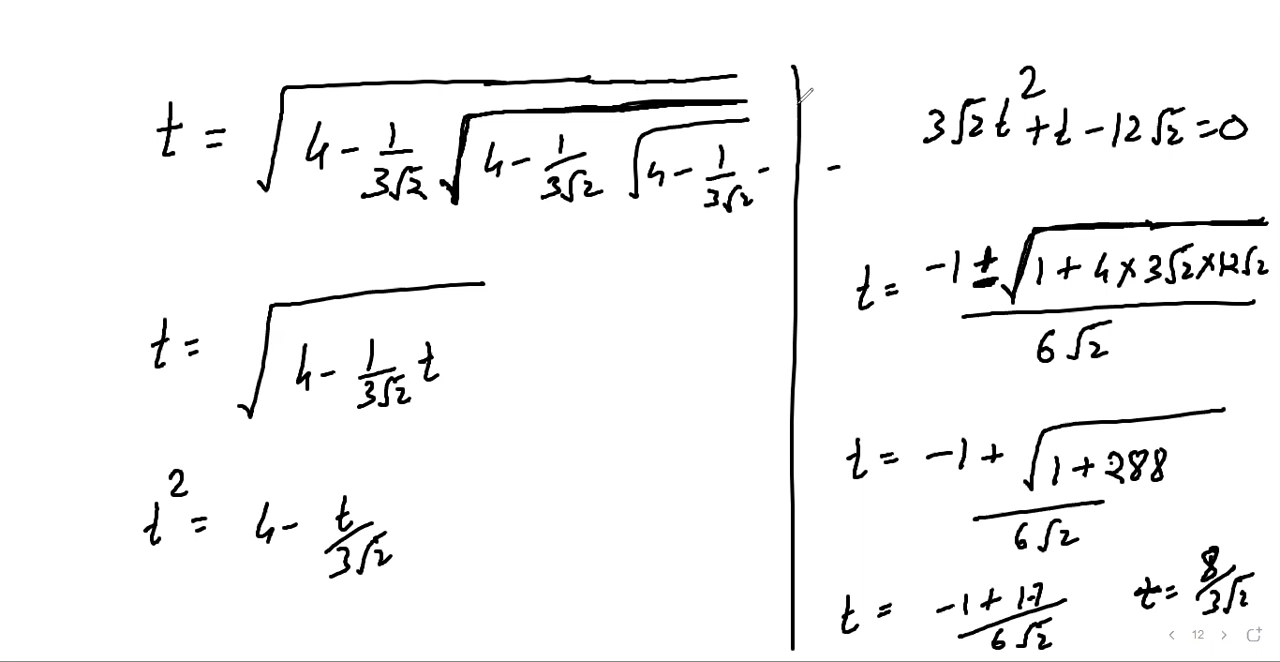 t = √(4 - 1/3√2 √(4 - 1/3√2 √(4 - 1/3√2 - -
t = √(4 - 1/3√2 t)
t² = 4 - t/3√2
3√2 t² + t - 12√2 = 0
t = (-1 ± √(1 + 4 × 3√2 × 12√2)) / 6√2
t = (-1 + √(1 + 288)) / 6√2
t = (-1 + 17) / 6√2   t = 8/3√2
12